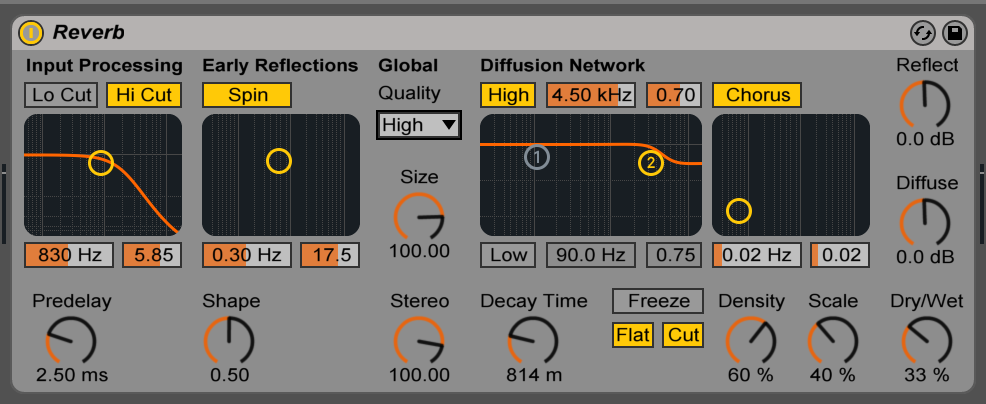 Reverb
Input Processing
Early Reflections
Global
Diffusion Network
Reflect
Lo Cut
Hi Cut
Spin
Quality
High
4.50 kHz
0.70
Chorus
High
0.0 dB
1
2
Size
100.00
Diffuse
830 Hz
5.85
0.30 Hz
17.5
Low
90.0 Hz
0.75
0.02 Hz
0.02
0.0 dB
Predelay
Shape
Stereo
Decay Time
Freeze
Density
Scale
Dry/Wet
Flat
Cut
2.50 ms
0.50
100.00
814 m
60 %
40 %
33 %